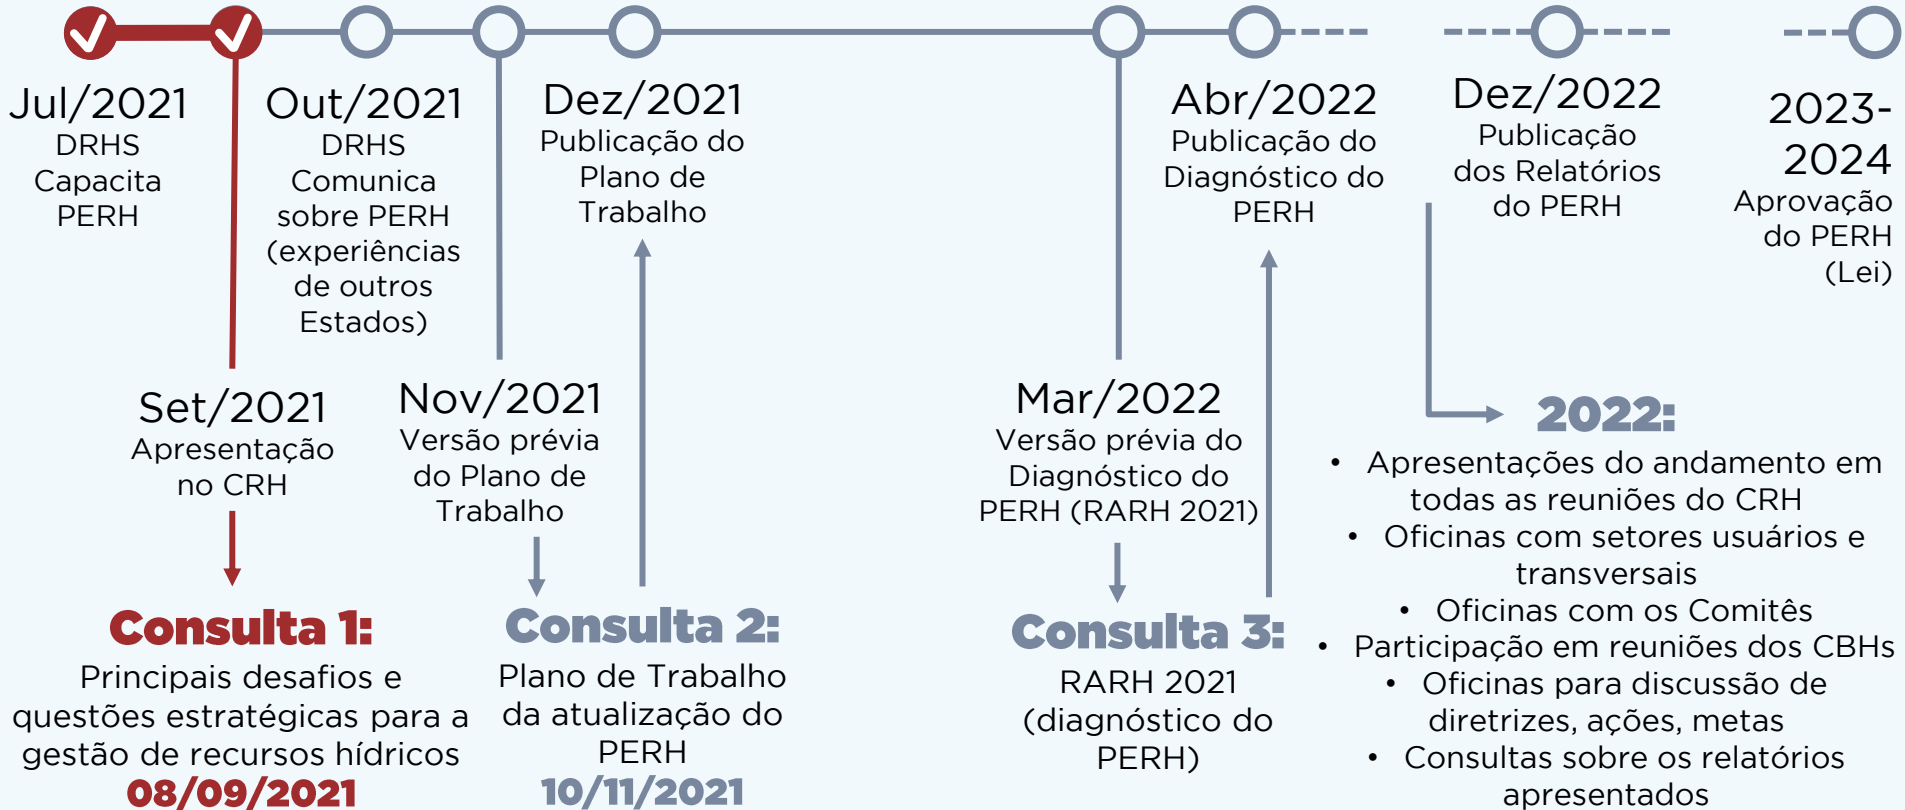 Jul/2021
DRHS
Capacita
PERH
Out/2021
DRHS
Comunica
sobre PERH
(experiências
de outros
Estados)
Dez/2021
Publicação do
Plano de
Trabalho
Abr/2022
Publicação do
Diagnóstico do
PERH
Dez/2022
Publicação
dos Relatórios
do PERH
2023-
2024
Aprovação
do PERH
(Lei)
Set/2021
Apresentação
no CRH
Nov/2021
Versão prévia
do Plano de
Trabalho
Mar/2022
Versão prévia do
Diagnóstico do
PERH (RARH 2021)
Consulta 1:
Principais desafios e
questões estratégicas para a
gestão de recursos hídricos
08/09/2021
Consulta 2:
Plano de Trabalho
da atualização do
PERH
10/11/2021
Consulta 3:
RARH 2021
(diagnóstico do
PERH)
2022:
• Apresentações do andamento em
todas as reuniões do CRH
• Oficinas com setores usuários e
transversais
• Oficinas com os Comitês
• Participação em reuniões dos CBHs
• Oficinas para discussão de
diretrizes, ações, metas
• Consultas sobre os relatórios
apresentados